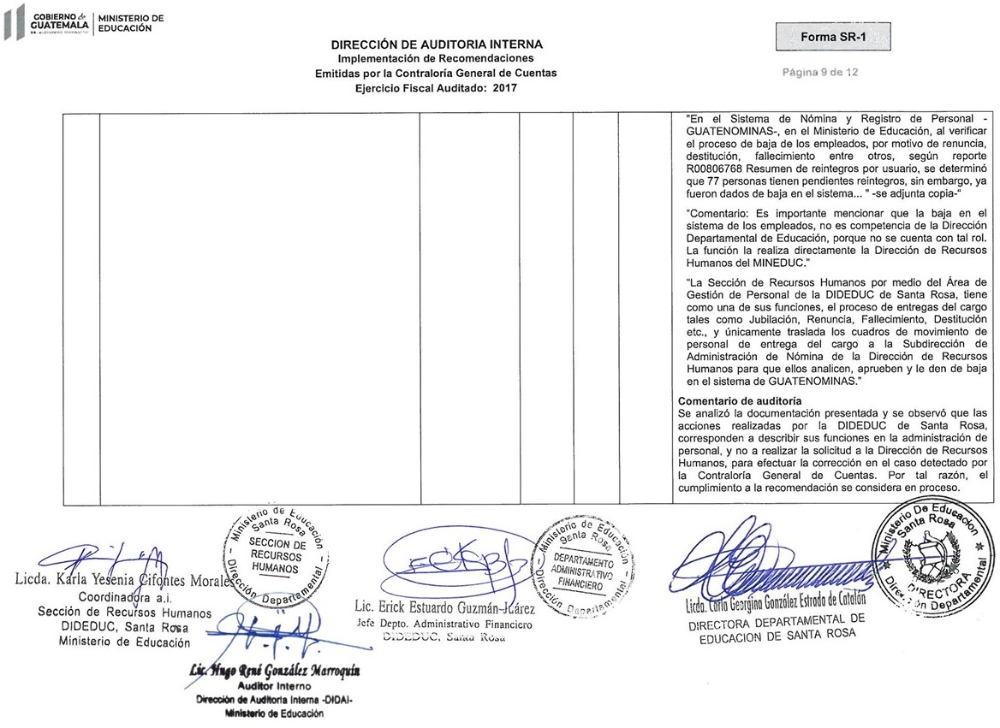 GOBIERNO de
GUATEMALA
MINISTERIO DE
EDUCACIÓN
DIRECCIÓN DE AUDITORIA INTERNA
Implementación de Recomendaciones
Emitidas por la Contraloría General de Cuentas
Ejercicio Fiscal Auditado: 2017
Forma SR-1
Página 9 de 12
"En el Sistema de Nómina y Registro de Personal -
GUATENOMINAS-, en el Ministerio de Educación, al verificar
el proceso de baja de los empleados, por motivo de renuncia,
destitución, fallecimiento entre otros, según reporte
R00806768 Resumen de reintegros por usuario, se determinó
que 77 personas tienen pendientes reintegros, sin embargo, ya
fueron dados de baja en el sistema... " -se adjunta copia-"
"Comentario: Es importante mencionar que la baja en el
sistema de los empleados, no es competencia de la Dirección
Departamental de Educación, porque no se cuenta con tal rol.
La función la realiza directamente la Dirección de Recursos
Humanos del MINEDUC."
"La Sección de Recursos Humanos por medio del Área de
Gestión de Personal de la DIDEDUC de Santa Rosa, tiene
como una de sus funciones, el proceso de entregas del cargo
tales como Jubilación, Renuncia, Fallecimiento, Destitución
etc., y únicamente traslada los cuadros de movimiento de
personal de entrega del cargo a la Subdirección de
Administración de Nómina de la Dirección de Recursos
Humanos para que ellos analicen, aprueben y le den de baja
en el sistema de GUATENOMINAS."
Comentario de auditoría
Se analizó la documentación presentada y se observó que las
acciones realizadas por la DIDEDUC de Santa Rosa,
corresponden a describir sus funciones en la administración de
personal, y no a realizar la solicitud a la Dirección de Recursos
Humanos, para efectuar la corrección en el caso detectado por
la Contraloría General de Cuentas. Por tal razón, el
cumplimiento a la recomendación se considera en proceso.
Licda. Karla Yesenia Cifontes Morales
Coordinadora a.i.
Sección de Recursos Humanos
DIDEDUC, Santa Rosa
Ministerio de Educación
Ministerio de Educación
Santa Rosa
SECCION DE
RECURSOS
HUMANOS
Dirección Departamental
Lic. Hugo René González Marroquín
Auditor Interno
Dirección de Auditoría Interna -DIDAI-
Ministerio de Educación
Lic. Erick Estuardo Guzmán Juárez
Jefe Depto. Administrativo Financiero
DIDEDUC, Santa Rosa
Ministerio de Educación
Santa Rosa
DEPARTAMENTO
ADMINISTRATIVO
FINANCIERO
Dirección Departamental
Licda. Carla Georgina González Estrada de Catalán
DIRECTORA DEPARTAMENTAL DE
EDUCACION DE SANTA ROSA
Ministerio De Educación
Santa Rosa
DIRECTORA
Dirección Departamental